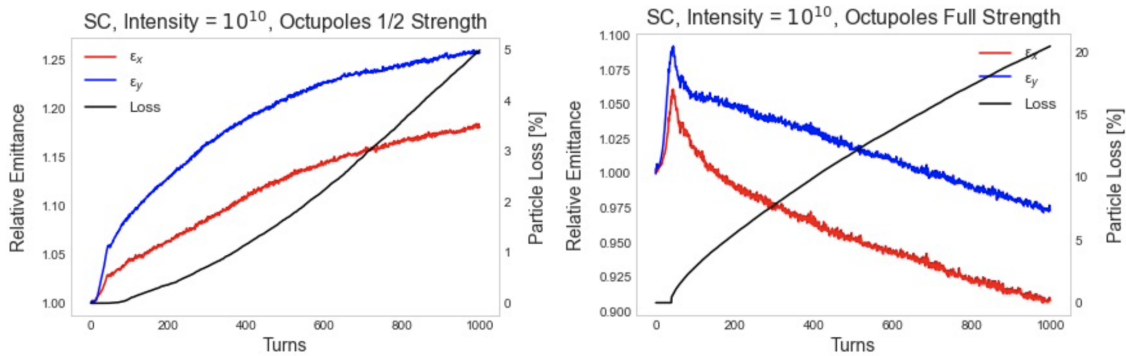 SC, Intensity = 10^10, Octupoles 1/2 Strength
Relative Emittance
1.25
1.20
1.15
1.10
1.05
1.00
εx
εy
Loss
5
4
3
2
1
0
Particle Loss [%]
0 200 400 600 800 1000
Turns
SC, Intensity = 10^10, Octupoles Full Strength
Relative Emittance
1.100
1.075
1.050
1.025
1.000
0.975
0.950
0.925
0.900
εx
εy
Loss
20
15
10
5
0
Particle Loss [%]
0 200 400 600 800 1000
Turns